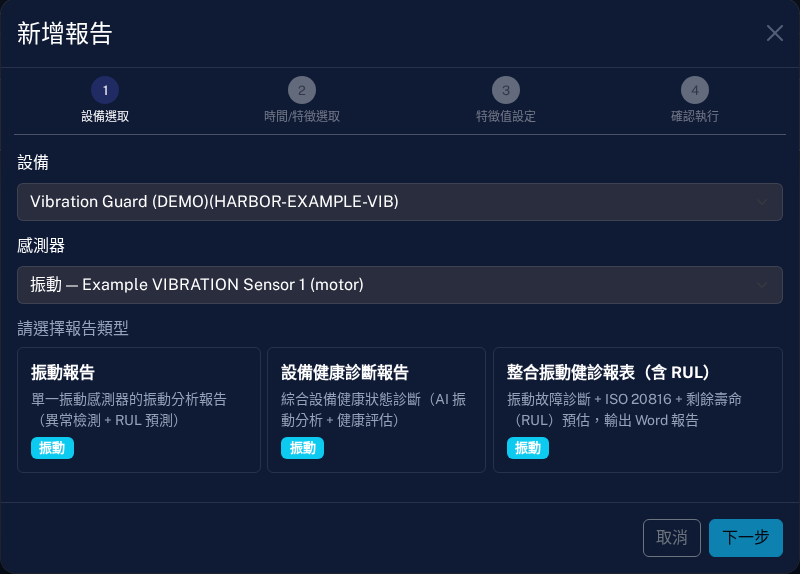 新增報告
1
2
3
4
設備選取
時間/特徵選取
特徵值設定
確認執行
設備
Vibration Guard (DEMO)(HARBOR-EXAMPLE-VIB)
感測器
振動 — Example VIBRATION Sensor 1 (motor)
請選擇報告類型
振動報告
單一振動感測器的振動分析報告
（異常檢測 + RUL 預測）
振動
設備健康診斷報告
綜合設備健康狀態診斷（AI 振
動分析 + 健康評估）
振動
整合振動健診報表（含 RUL）
振動故障診斷 + ISO 20816 + 剩餘壽命
（RUL）預估，輸出 Word 報告
振動
取消
下一步